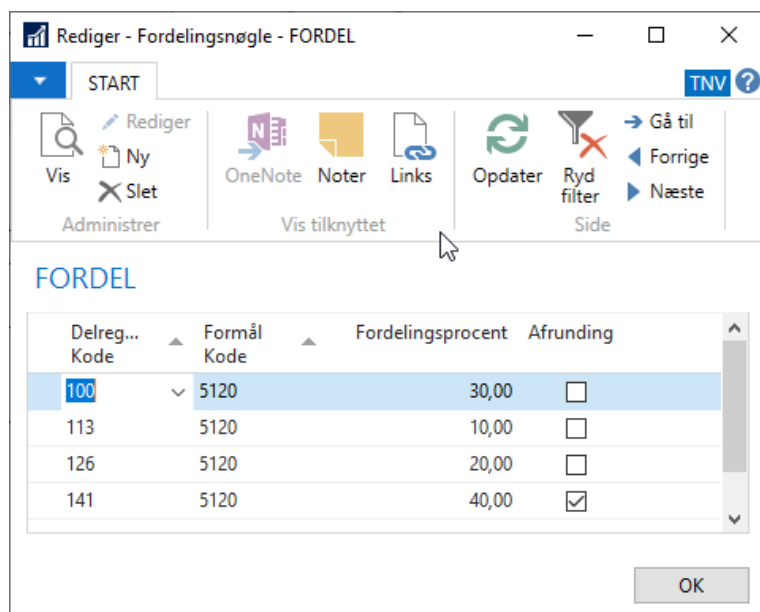 Rediger - Fordelingsnøgle - FORDEL
START
TNV
?
Vis
Rediger
Ny
Slet
Administrer
OneNote
Noter
Links
Vis tilknyttet
Opdater
Ryd
filter
Gå til
Forrige
Næste
Side
FORDEL
Delreg... Formål Fordelingsprocent Afrunding
Kode Kode
100 5120 30,00
113 5120 10,00
126 5120 20,00
141 5120 40,00
OK